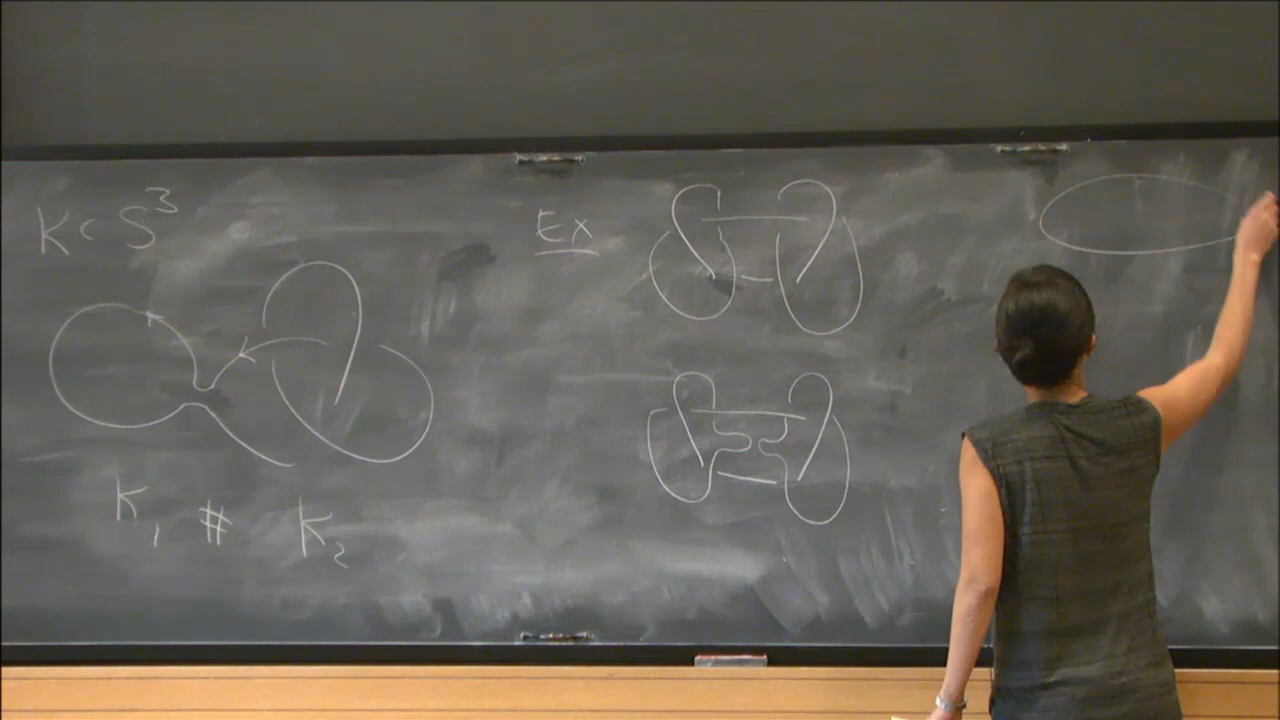 K ⊂ S³
K₁ # K₂
Ex